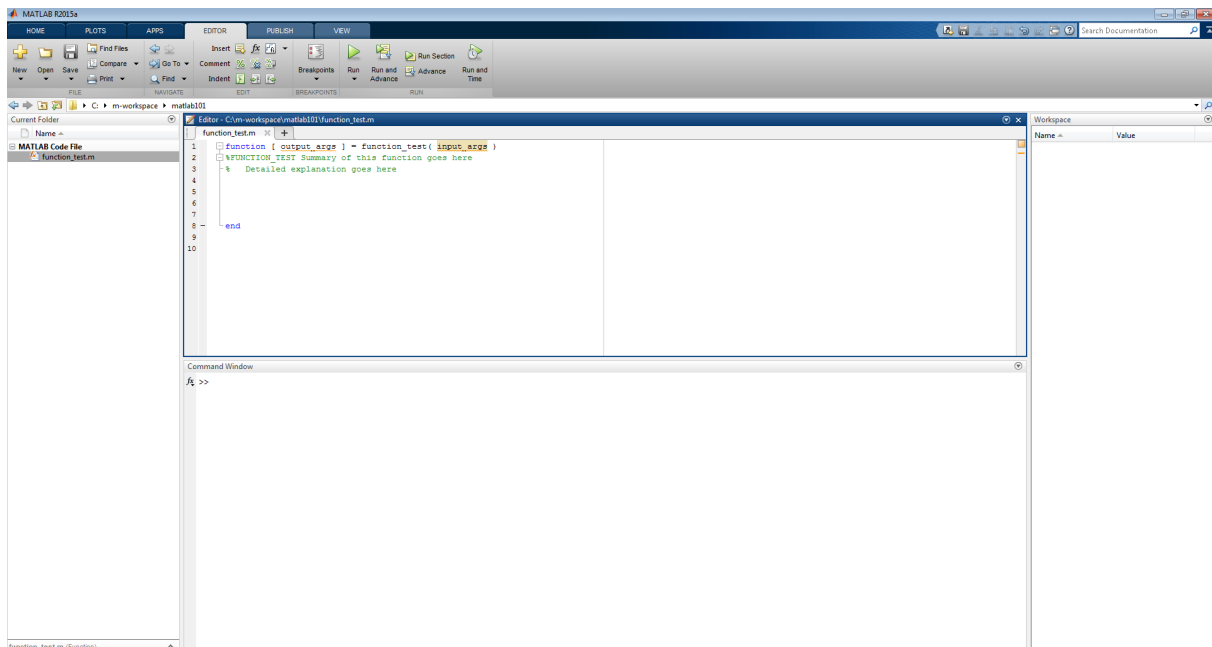 MATLAB R2015a
HOME PLOTS APPS EDITOR PUBLISH VIEW Search Documentation
New Open Save Find Files Compare Print Go To Find Insert Comment Indent Breakpoints Run Run and Advance Run Section Advance Run and Time
FILE NAVIGATE EDIT BREAKPOINTS RUN
C: m-workspace matlab101
Current Folder
Name
MATLAB Code File
function_test.m
Editor - C:\m-workspace\matlab101\function_test.m
function_test.m
1 function [ output_args ] = function_test( input_args )
2 %FUNCTION_TEST Summary of this function goes here
3 % Detailed explanation goes here
4
5
6
7
8 - end
9
10
Command Window
fx >>
Workspace
Name Value
function_test.m (Function)